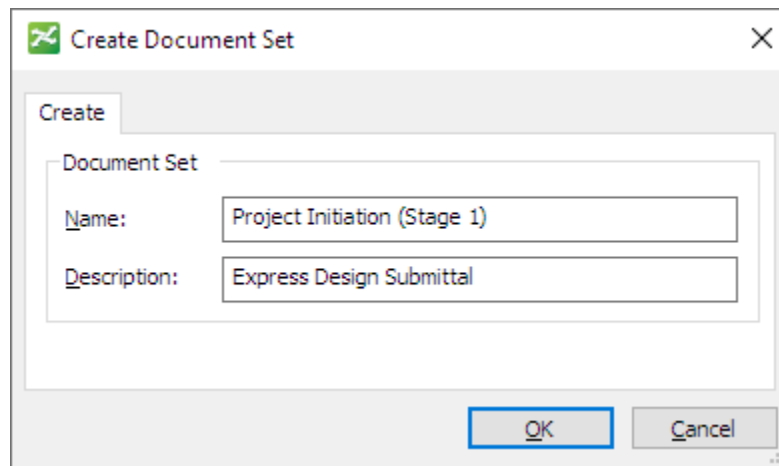 Create Document Set
Create
Document Set
Name: Project Initiation (Stage 1)
Description: Express Design Submittal
OK Cancel